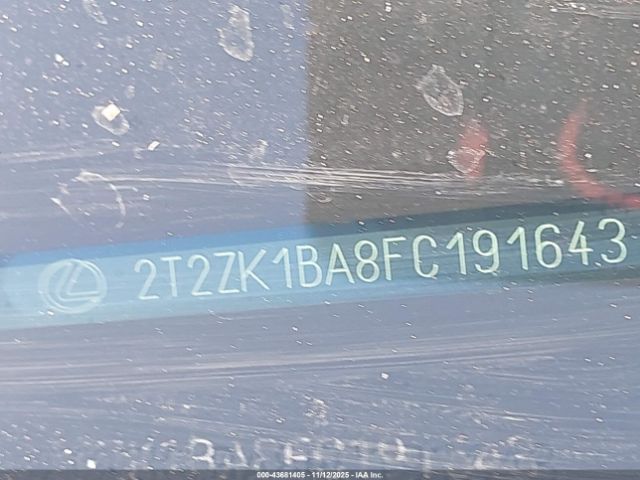 2T2ZK1BA8FC191643
000-43681405 - 11/12/2025 - IAA Inc.